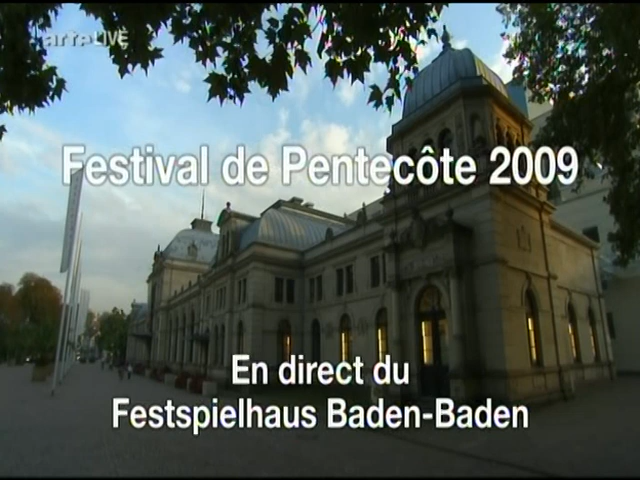 arte LIVE
Festival de Pentecôte 2009
En direct du
Festspielhaus Baden-Baden